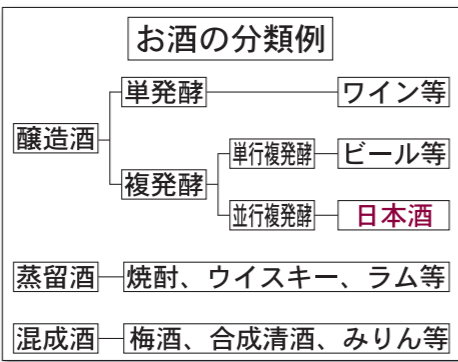 お酒の分類例
単発酵 ワイン等
醸造酒
単行複発酵 ビール等
複発酵
並行複発酵 日本酒
蒸留酒 焼酎、ウイスキー、ラム等
混成酒 梅酒、合成清酒、みりん等